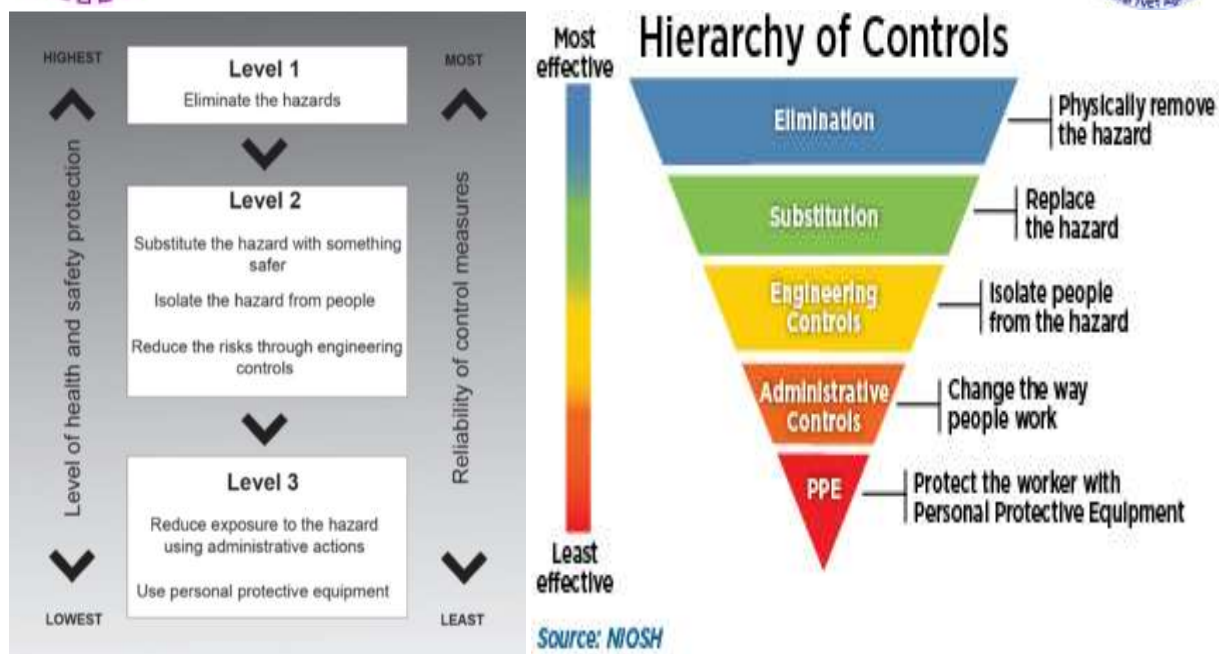 HIGHEST
Level of health and safety protection
LOWEST
Level 1
Eliminate the hazards
Level 2
Substitute the hazard with something
safer
Isolate the hazard from people
Reduce the risks through engineering
controls
Level 3
Reduce exposure to the hazard
using administrative actions
Use personal protective equipment
MOST
Reliability of control measures
LEAST
Hierarchy of Controls
Most
effective
Elimination
Physically remove
the hazard
Substitution
Replace
the hazard
Engineering
Controls
Isolate people
from the hazard
Administrative
Controls
Change the way
people work
PPE
Protect the worker with
Personal Protective Equipment
Least
effective
Source: NIOSH